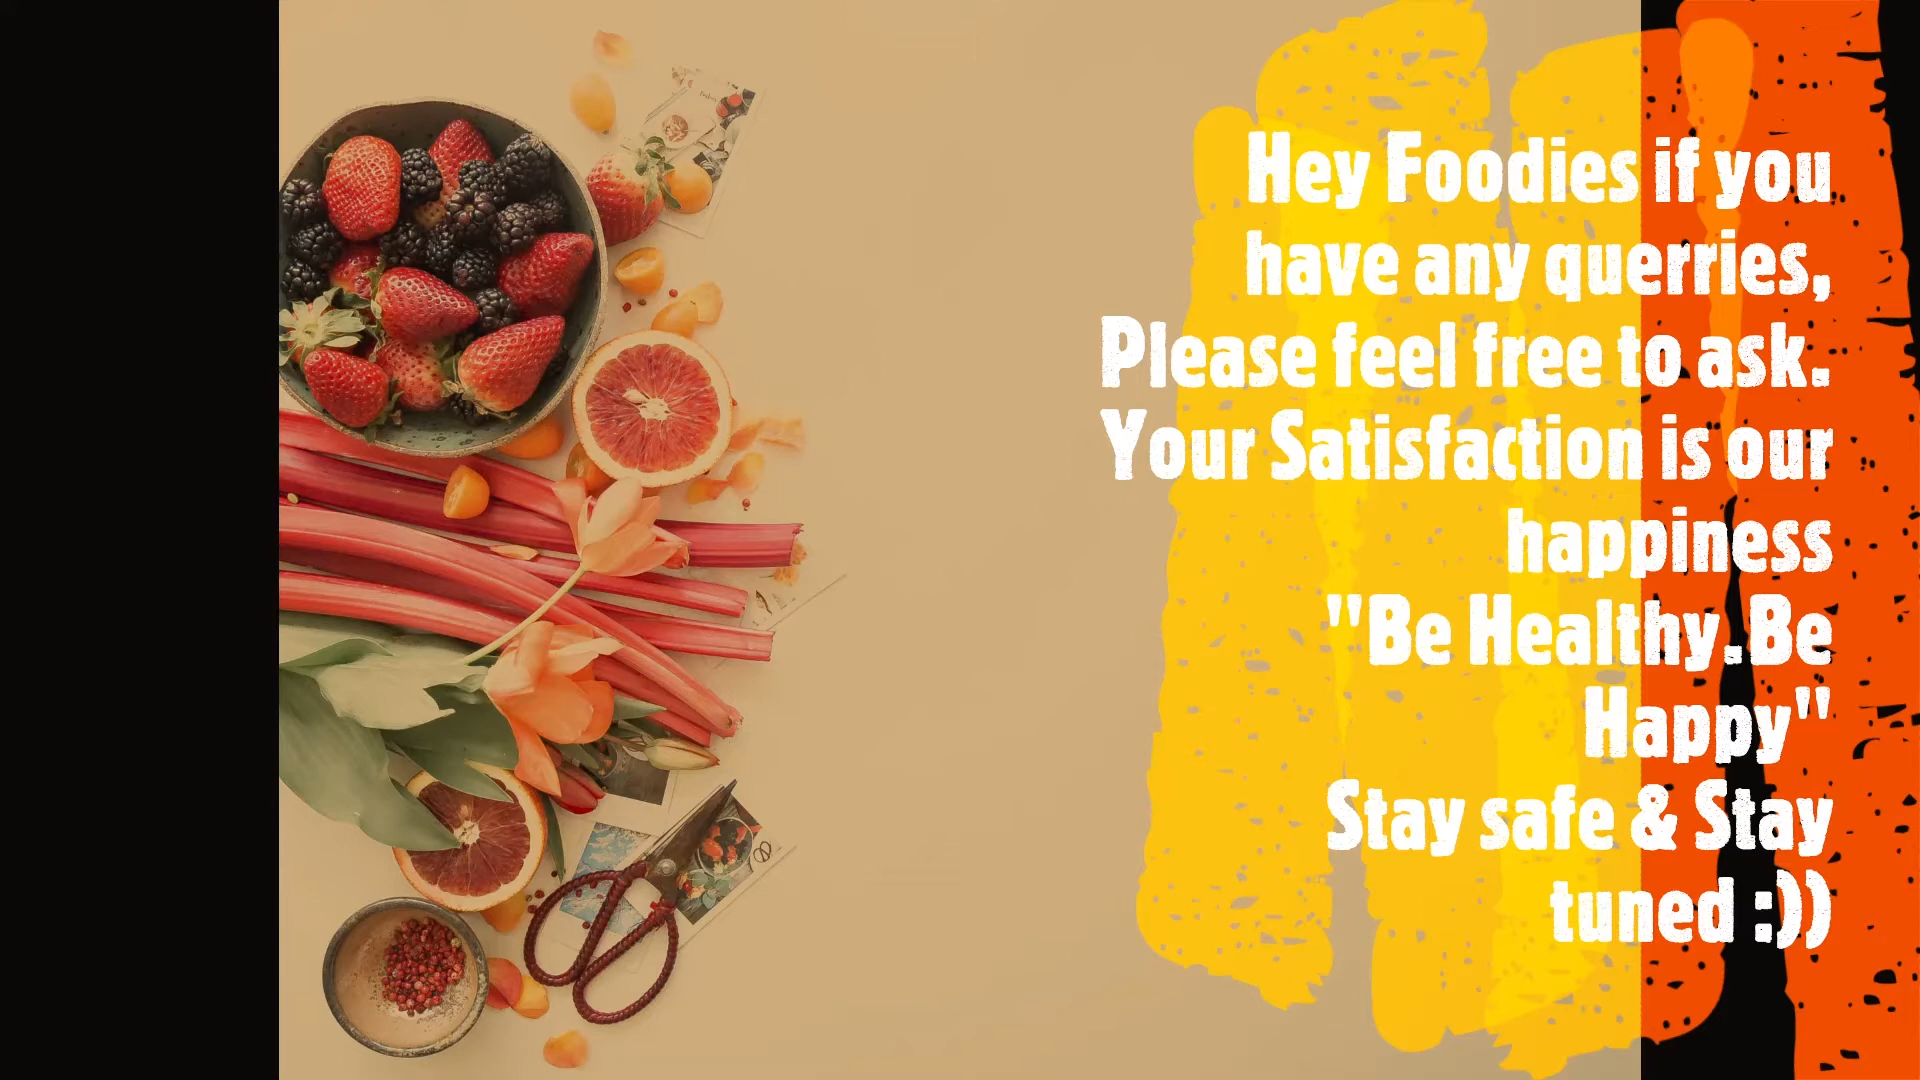 Hey Foodies if you
have any querries,
Please feel free to ask.
Your Satisfaction is our
happiness
"Be Healthy.Be
Happy"
Stay safe & Stay
tuned :))